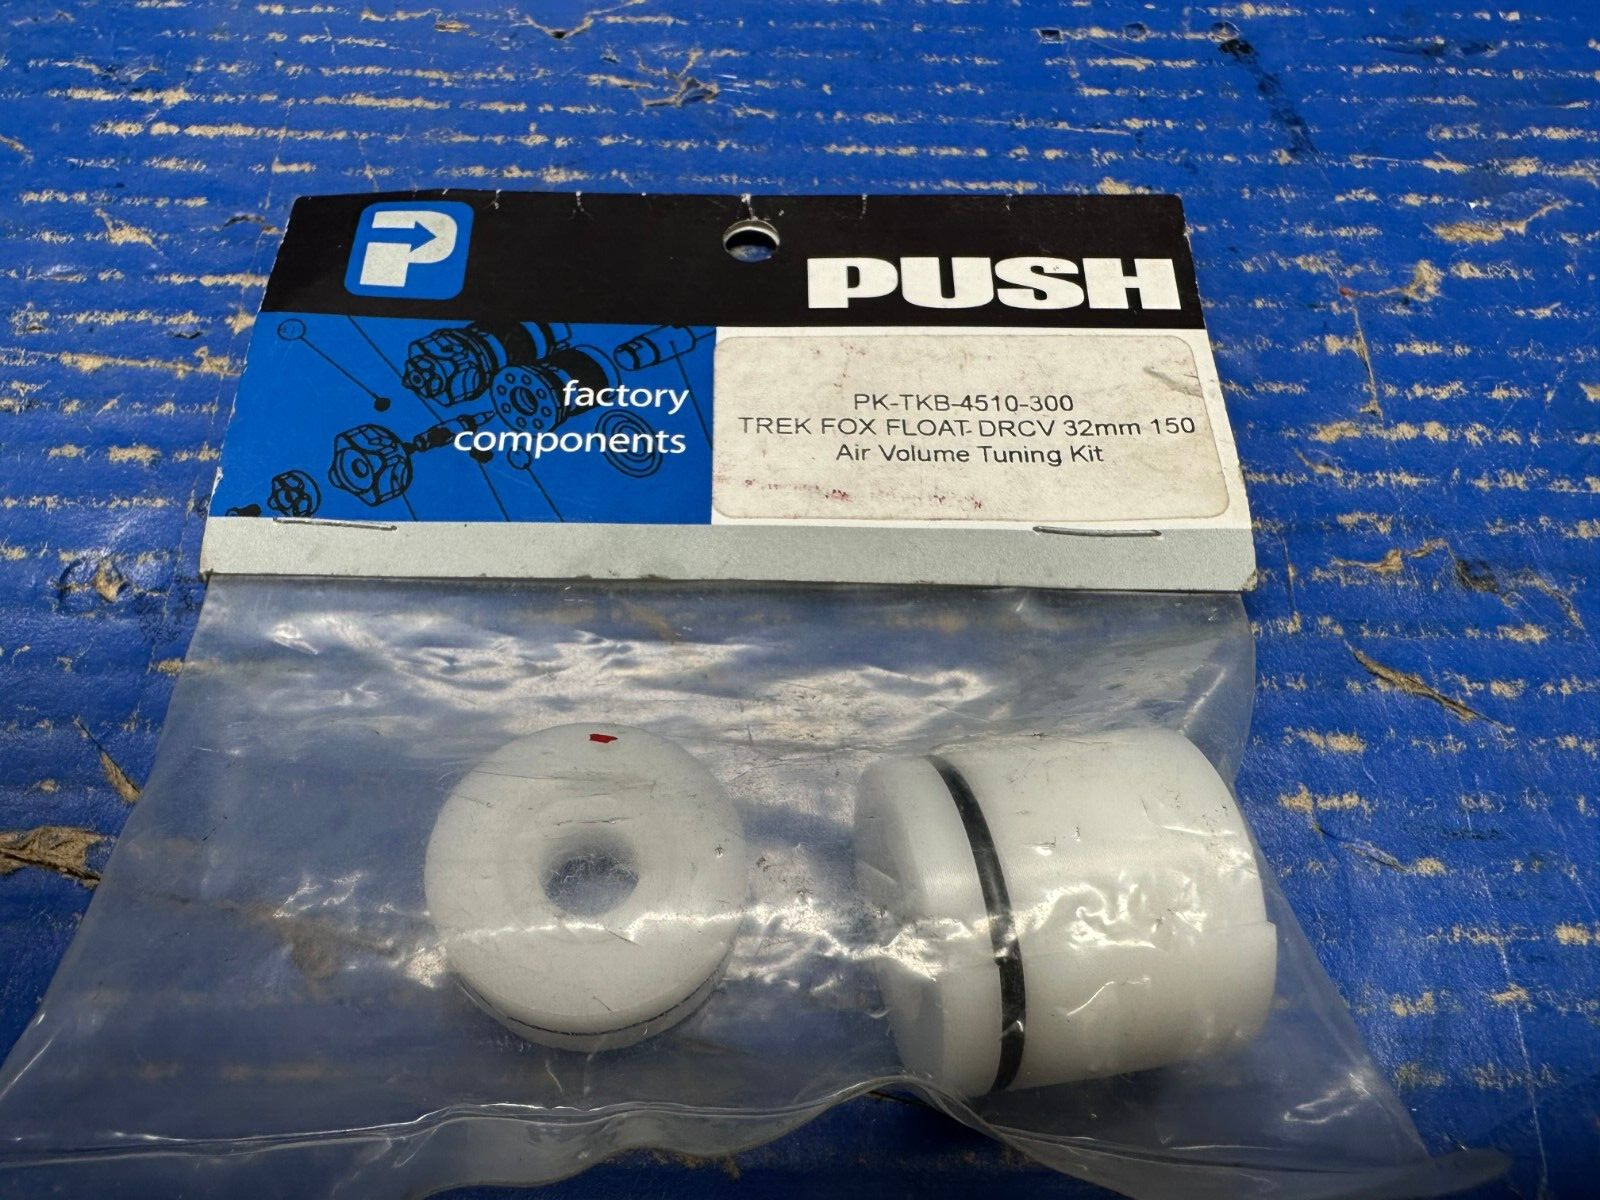 P
PUSH
factory
components
PK-TKB-4510-300
TREK FOX FLOAT DRCV 32mm 150
Air Volume Tuning Kit